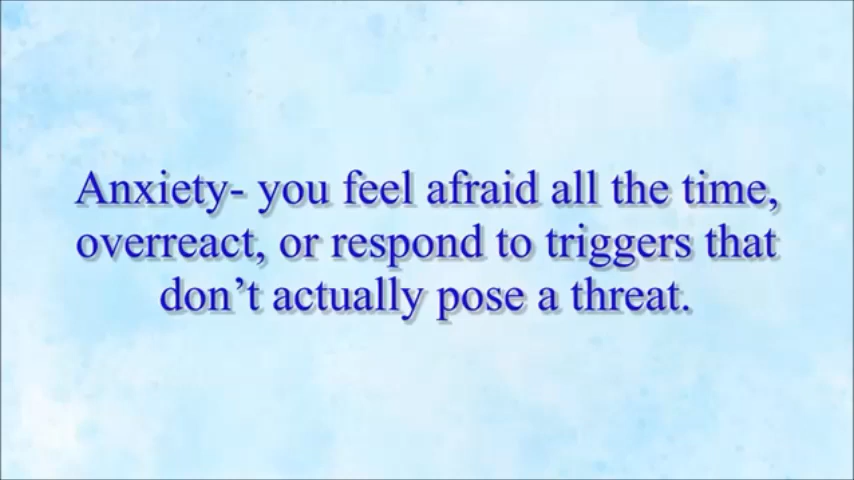 Anxiety- you feel afraid all the time,
overreact, or respond to triggers that
don’t actually pose a threat.